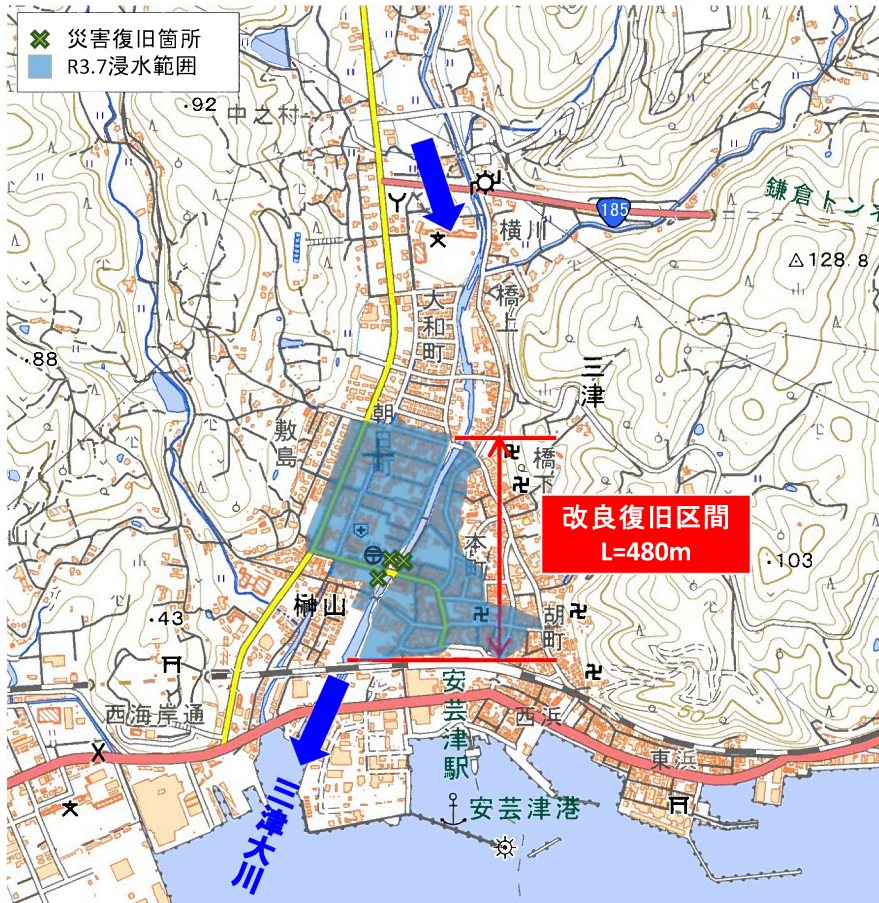 災害復旧箇所
R3.7浸水範囲
・92
中之村
185
鎌倉トンネ
横川
128.8
橋上
大和町
・88
三津
敷島
朝日町
橋下
改良復旧区間
L=480m
本町
・103
山
榊山
・43
胡町
西海岸通
安芸津駅
西浜
50
東浜
三津大川
安芸津港